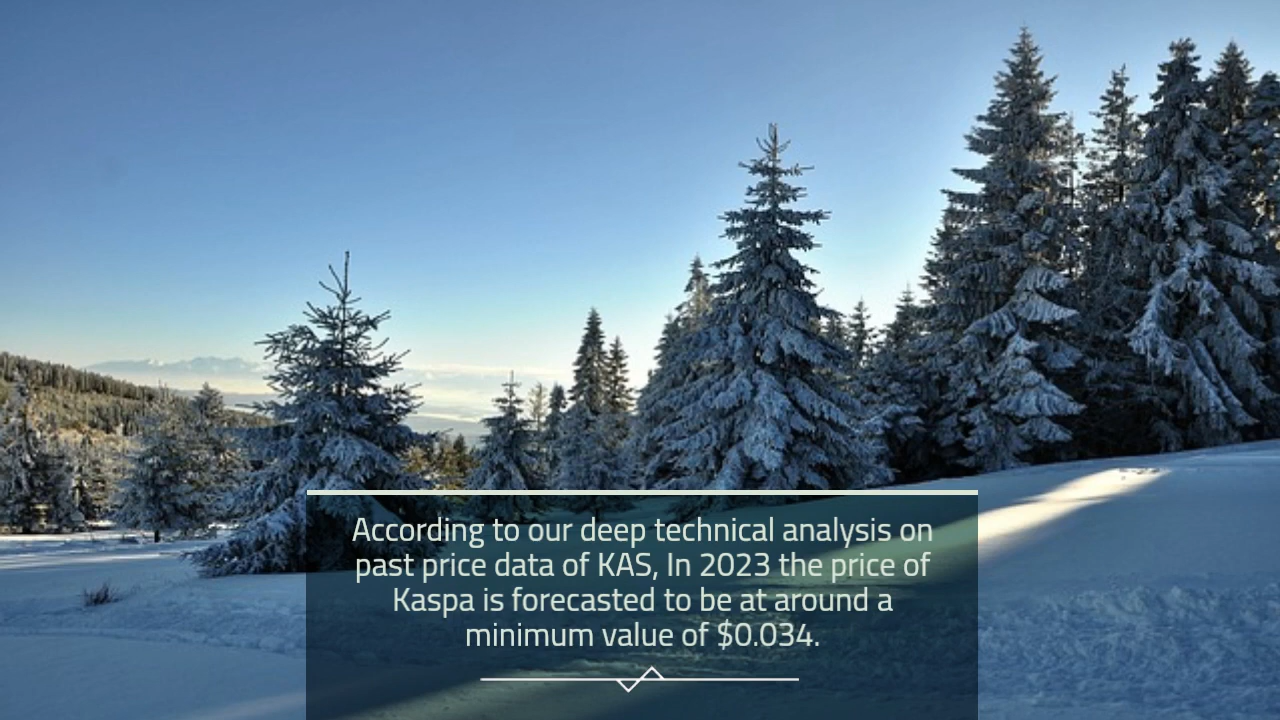 According to our deep technical analysis on
past price data of KAS, In 2023 the price of
Kaspa is forecasted to be at around a
minimum value of $0.034.